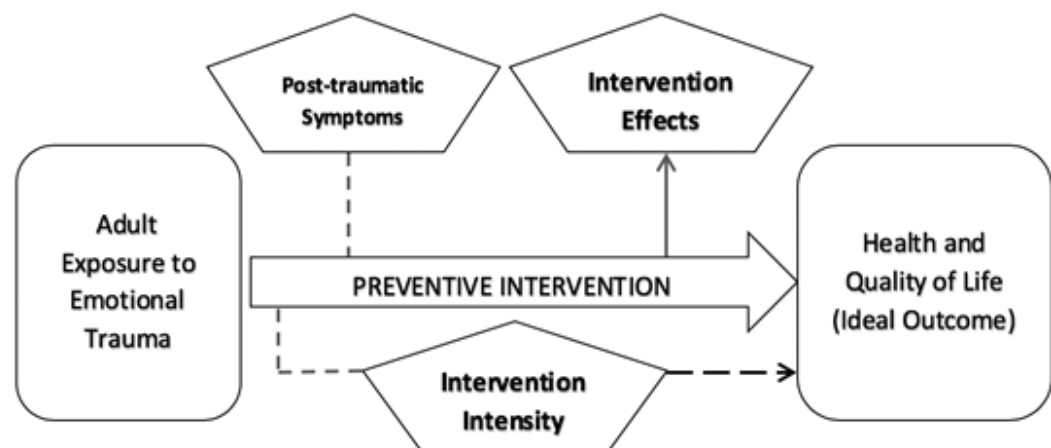 Post-traumatic
Symptoms
Intervention
Effects
Adult
Exposure to
Emotional
Trauma
PREVENTIVE INTERVENTION
Health and
Quality of Life
(Ideal Outcome)
Intervention
Intensity